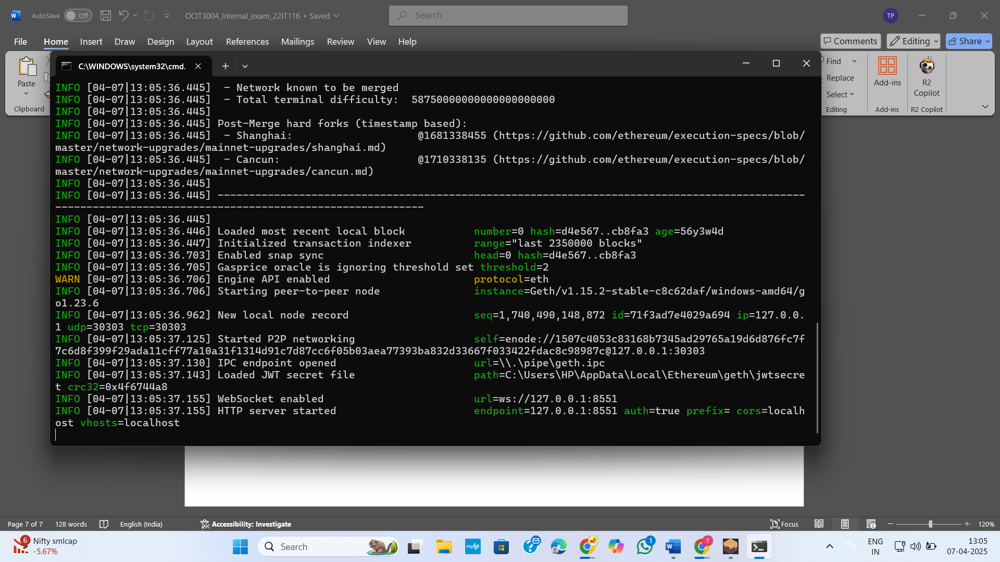 AutoSave Off OCIT3004_Internal_exam_22IT116 • Saved Search TP
File Home Insert Draw Design Layout References Mailings Review View Help Comments Editing Share
Paste
Clipboard
Find
Replace
Select
Editing
Add-ins
Add-ins
R2
Copilot
R2 Copilot
C:\WINDOWS\system32\cmd.
INFO [04-07|13:05:36.445]  - Network known to be merged
INFO [04-07|13:05:36.445]  - Total terminal difficulty:  58750000000000000000000
INFO [04-07|13:05:36.445]
INFO [04-07|13:05:36.445] Post-Merge hard forks (timestamp based):
INFO [04-07|13:05:36.445]  - Shanghai:                    @1681338455 (https://github.com/ethereum/execution-specs/blob/
master/network-upgrades/mainnet-upgrades/shanghai.md)
INFO [04-07|13:05:36.445]  - Cancun:                      @1710338135 (https://github.com/ethereum/execution-specs/blob/
master/network-upgrades/mainnet-upgrades/cancun.md)
INFO [04-07|13:05:36.445]
INFO [04-07|13:05:36.445] ----------------------------------------------------------------------------------------------
-----------------------------------------------------------
INFO [04-07|13:05:36.445]
INFO [04-07|13:05:36.446] Loaded most recent local block           number=0 hash=d4e567..cb8fa3 age=56y3w4d
INFO [04-07|13:05:36.447] Initialized transaction indexer          range="last 2350000 blocks"
INFO [04-07|13:05:36.703] Enabled snap sync                        head=0 hash=d4e567..cb8fa3
INFO [04-07|13:05:36.705] Gasprice oracle is ignoring threshold set threshold=2
WARN [04-07|13:05:36.706] Engine API enabled                       protocol=eth
INFO [04-07|13:05:36.706] Starting peer-to-peer node               instance=Geth/v1.15.2-stable-c8c62daf/windows-amd64/g
o1.23.6
INFO [04-07|13:05:36.962] New local node record                    seq=1,740,490,148,872 id=71f3ad7e4029a694 ip=127.0.0.
1 udp=30303 tcp=30303
INFO [04-07|13:05:37.125] Started P2P networking                   self=enode://1507c4053c83168b7345ad29765a19d6d876fc7f
7c6d8f399f29ada11cff77a10a31f1314d91c7d87cc6f05b03aea77393ba832d33667f033422fdac8c98987c@127.0.0.1:30303
INFO [04-07|13:05:37.130] IPC endpoint opened                      url=\\.\pipe\geth.ipc
INFO [04-07|13:05:37.143] Loaded JWT secret file                   path=C:\Users\HP\AppData\Local\Ethereum\geth\jwtsecre
t crc32=0x4f6744a8
INFO [04-07|13:05:37.155] WebSocket enabled                        url=ws://127.0.0.1:8551
INFO [04-07|13:05:37.155] HTTP server started                      endpoint=127.0.0.1:8551 auth=true prefix= cors=localh
ost vhosts=localhost
Page 7 of 7 128 words English (India) Accessibility: Investigate Focus 120%
6 Nifty smlcap
-5.67%
Search
myhp
1
T
ENG
IN
13:05
07-04-2025